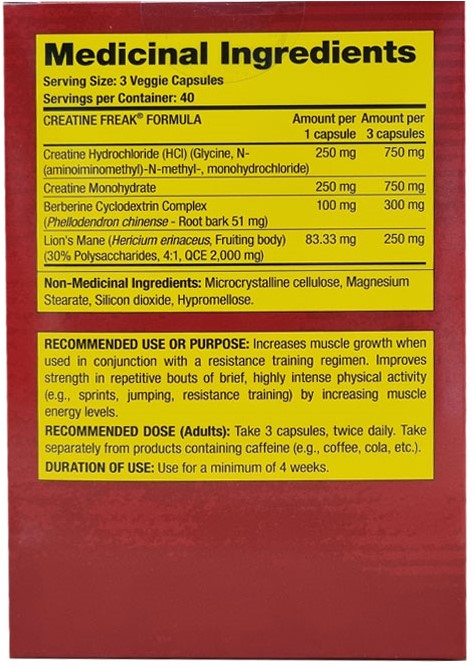 Medicinal Ingredients
Serving Size: 3 Veggie Capsules
Servings per Container: 40
CREATINE FREAK® FORMULA Amount per 1 capsule Amount per 3 capsules
Creatine Hydrochloride (HCl) (Glycine, N- 250 mg 750 mg
(aminoiminomethyl)-N-methyl-, monohydrochloride)
Creatine Monohydrate 250 mg 750 mg
Berberine Cyclodextrin Complex 100 mg 300 mg
(Phellodendron chinense - Root bark 51 mg)
Lion's Mane (Hericium erinaceus, Fruiting body) 83.33 mg 250 mg
(30% Polysaccharides, 4:1, QCE 2,000 mg)
Non-Medicinal Ingredients: Microcrystalline cellulose, Magnesium
Stearate, Silicon dioxide, Hypromellose.
RECOMMENDED USE OR PURPOSE: Increases muscle growth when
used in conjunction with a resistance training regimen. Improves
strength in repetitive bouts of brief, highly intense physical activity
(e.g., sprints, jumping, resistance training) by increasing muscle
energy levels.
RECOMMENDED DOSE (Adults): Take 3 capsules, twice daily. Take
separately from products containing caffeine (e.g., coffee, cola, etc.).
DURATION OF USE: Use for a minimum of 4 weeks.